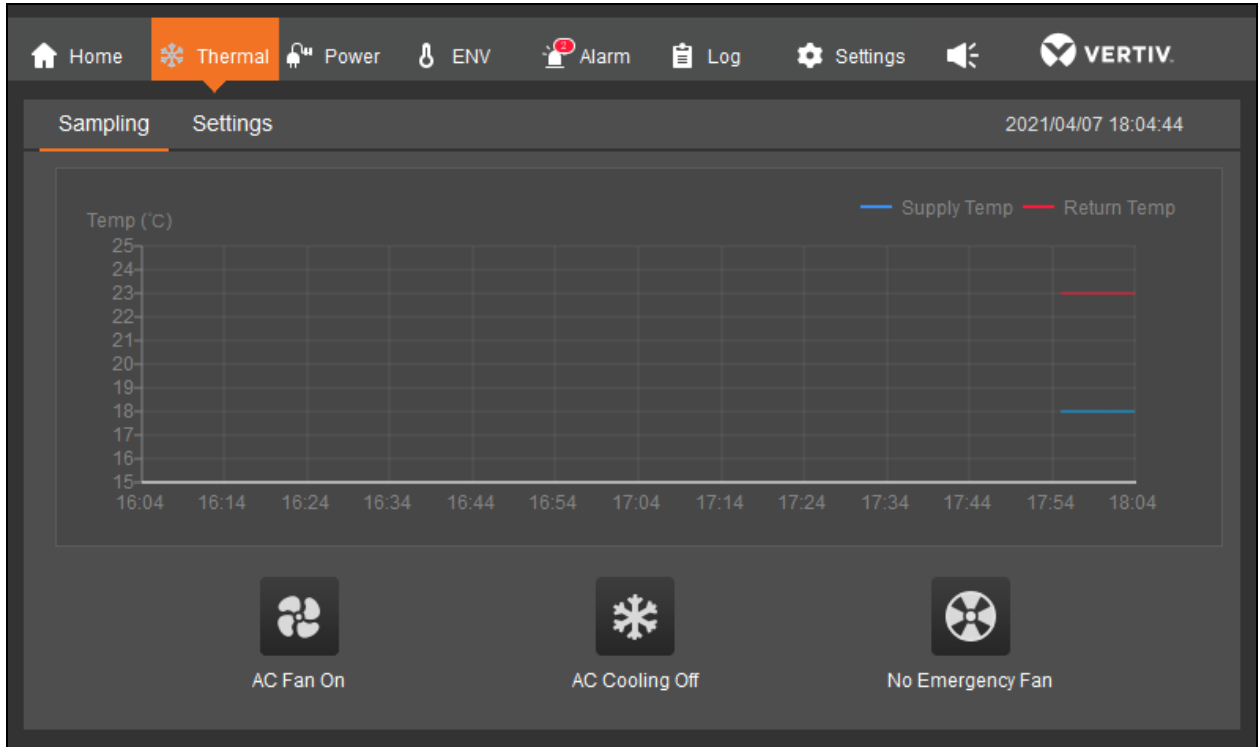 Home Thermal Power ENV 2 Alarm Log Settings VERTIV.
Sampling Settings 2021/04/07 18:04:44
Supply Temp Return Temp
Temp (°C)
25
24
23
22
21
20
19
18
17
16
15
16:04 16:14 16:24 16:34 16:44 16:54 17:04 17:14 17:24 17:34 17:44 17:54 18:04
AC Fan On AC Cooling Off No Emergency Fan